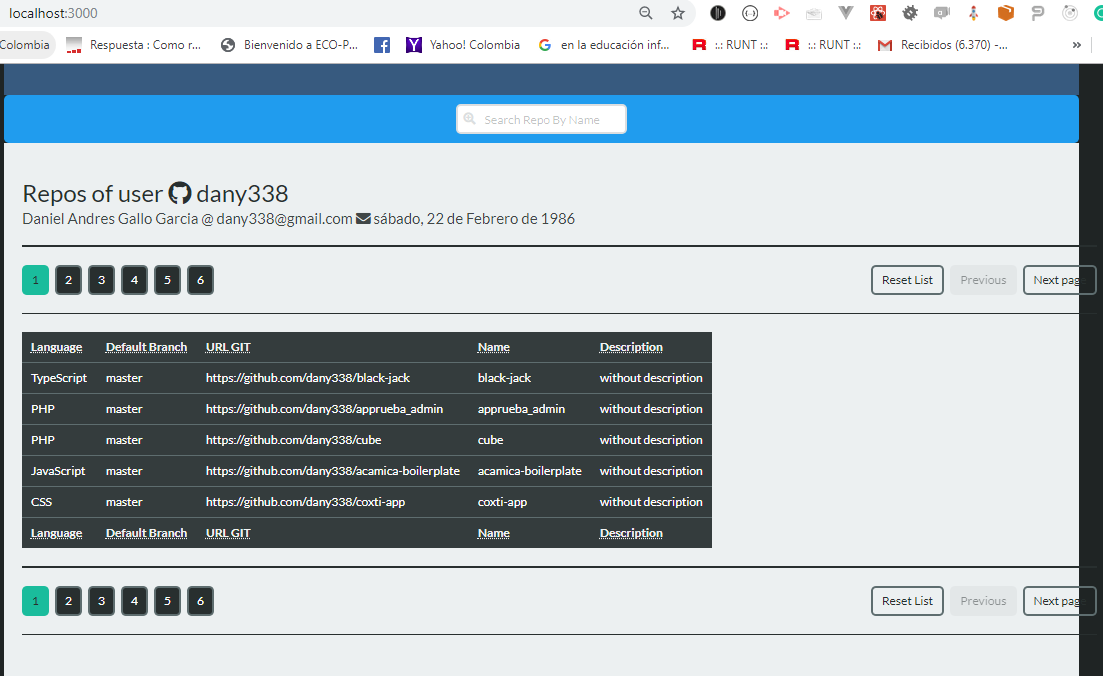 localhost:3000
Colombia Respuesta : Como r... Bienvenido a ECO-P... Yahoo! Colombia en la educación inf... .:: RUNT ::. .:: RUNT ::. Recibidos (6.370) -... »
Search Repo By Name
Repos of user dany338
Daniel Andres Gallo Garcia @ dany338@gmail.com sábado, 22 de Febrero de 1986
1 2 3 4 5 6 Reset List Previous Next page
Language Default Branch URL GIT Name Description
TypeScript master https://github.com/dany338/black-jack black-jack without description
PHP master https://github.com/dany338/apprueba_admin apprueba_admin without description
PHP master https://github.com/dany338/cube cube without description
JavaScript master https://github.com/dany338/acamica-boilerplate acamica-boilerplate without description
CSS master https://github.com/dany338/coxti-app coxti-app without description
Language Default Branch URL GIT Name Description
1 2 3 4 5 6 Reset List Previous Next page